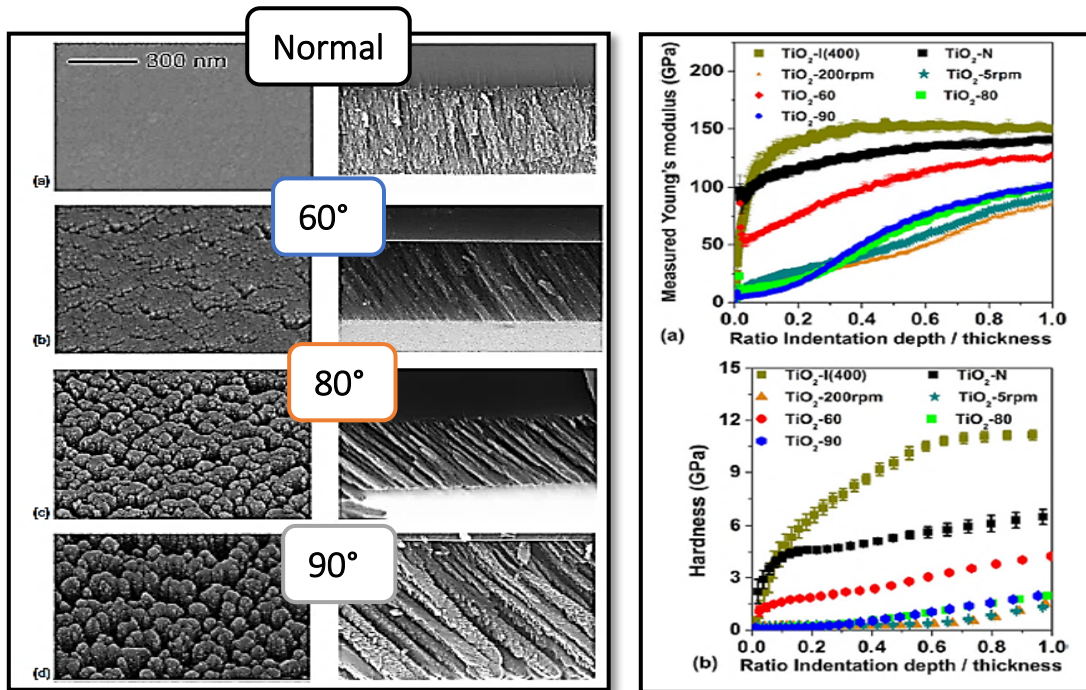 Normal
300 nm
(a)
60°
(b)
80°
(c)
90°
(d)
Measured Young's modulus (GPa)
200
150
100
50
0
TiO₂-I(400)
TiO₂-N
TiO₂-200rpm
TiO₂-5rpm
TiO₂-60
TiO₂-80
TiO₂-90
0.0 0.2 0.4 0.6 0.8 1.0
(a)
Ratio Indentation depth / thickness
Hardness (GPa)
15
12
9
6
3
0
TiO₂-I(400)
TiO₂-N
TiO₂-200rpm
TiO₂-5rpm
TiO₂-60
TiO₂-80
TiO₂-90
0.0 0.2 0.4 0.6 0.8 1.0
(b)
Ratio Indentation depth / thickness